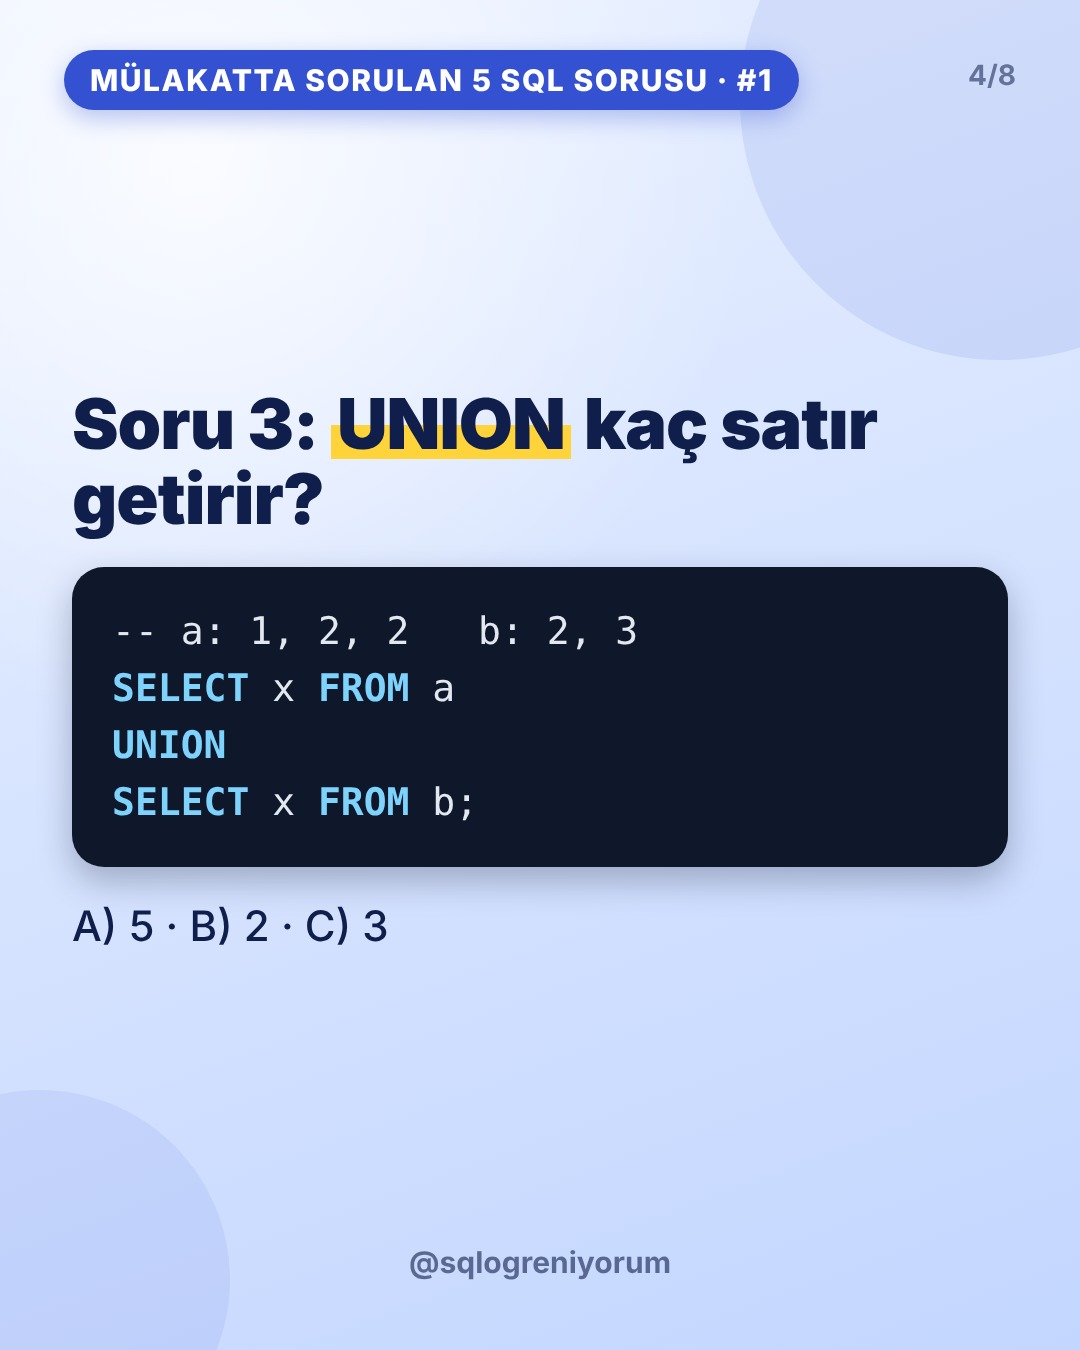 MÜLAKATTA SORULAN 5 SQL SORUSU · #1
4/8
Soru 3: UNION kaç satır
getirir?
-- a: 1, 2, 2   b: 2, 3
SELECT x FROM a
UNION
SELECT x FROM b;
A) 5 · B) 2 · C) 3
@sqlogreniyorum